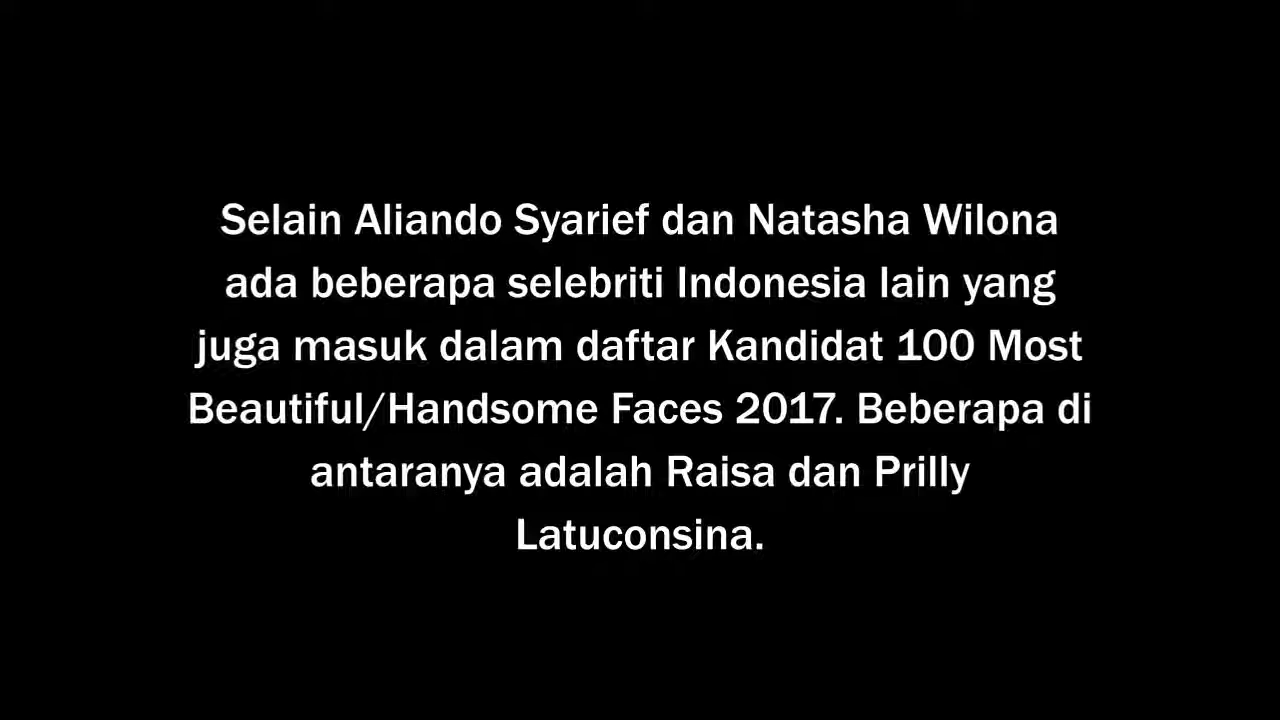 Selain Aliando Syarief dan Natasha Wilona
ada beberapa selebriti Indonesia lain yang
juga masuk dalam daftar Kandidat 100 Most
Beautiful/Handsome Faces 2017. Beberapa di
antaranya adalah Raisa dan Prilly
Latuconsina.